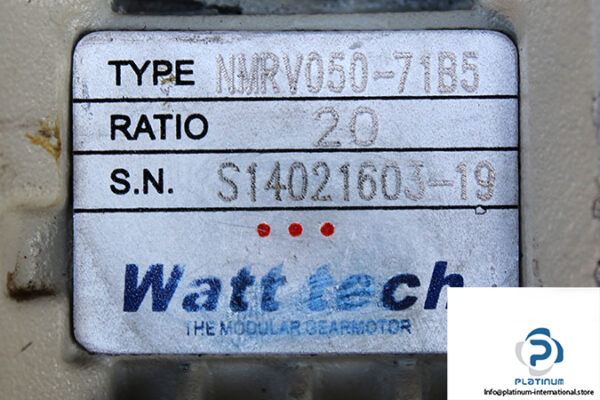 TYPE NMRV050-71B5
RATIO 20
S.N. S14021603-19
Watt tech
THE MODULAR GEARMOTOR
PLATINUM
Info@platinum-international.store